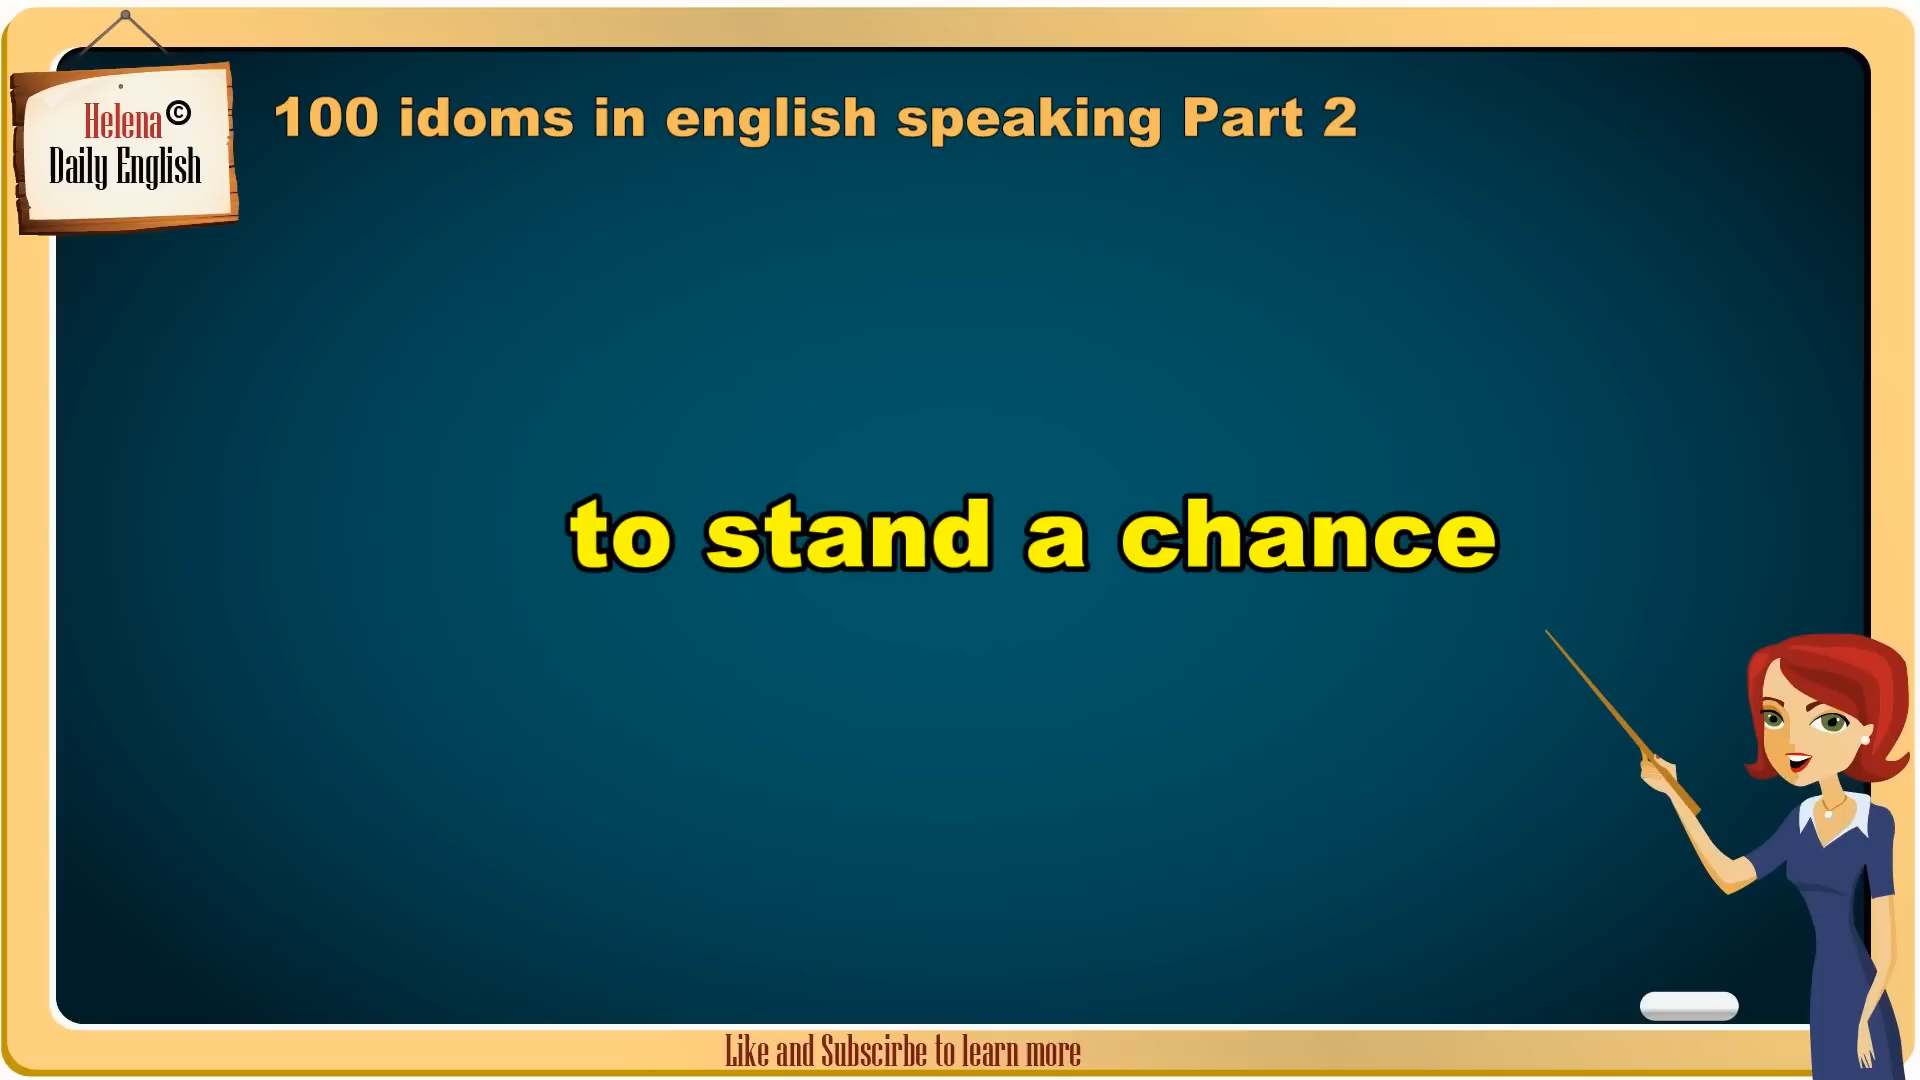 Helena ©
Daily English
100 idoms in english speaking Part 2
to stand a chance
Like and Subscirbe to learn more